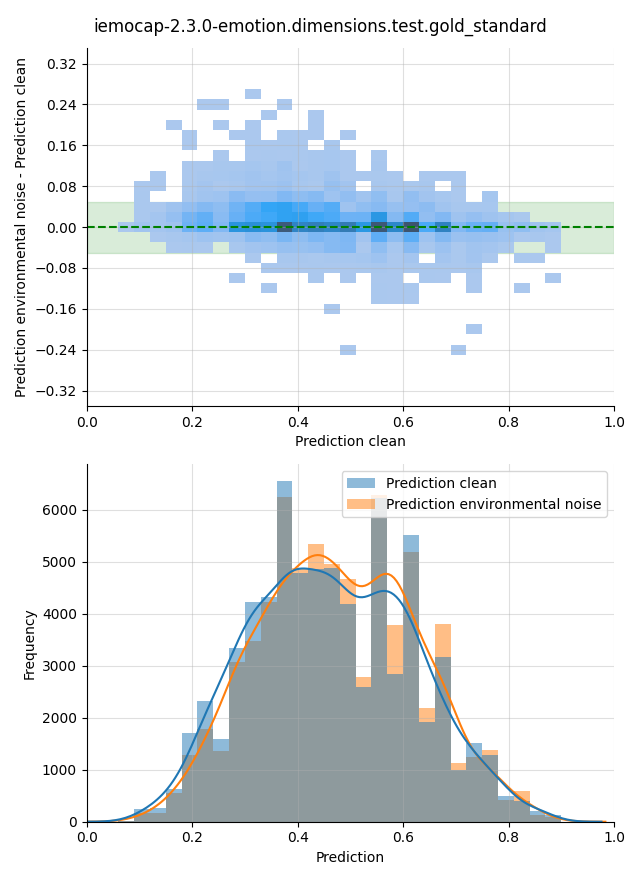 iemocap-2.3.0-emotion.dimensions.test.gold_standard
Prediction environmental noise - Prediction clean
0.32
0.24
0.16
0.08
0.00
−0.08
−0.16
−0.24
−0.32
0.0 0.2 0.4 0.6 0.8 1.0
Prediction clean
Prediction clean
Prediction environmental noise
Frequency
6000
5000
4000
3000
2000
1000
0
0.0 0.2 0.4 0.6 0.8 1.0
Prediction